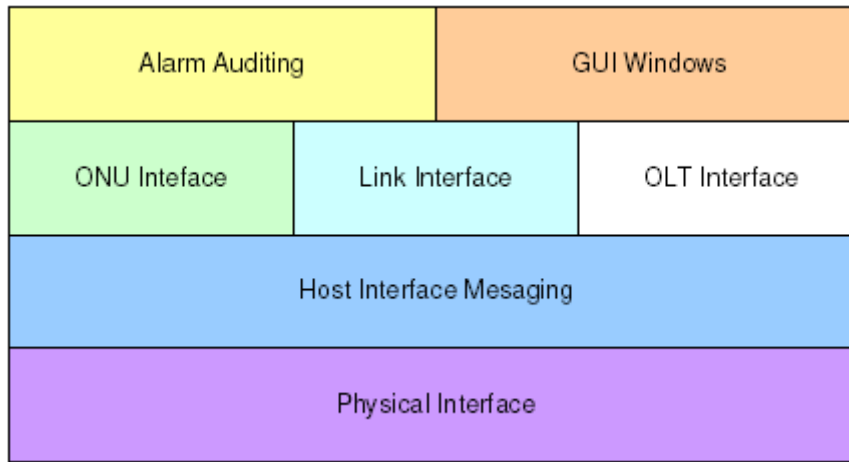 Alarm Auditing
GUI Windows
ONU Inteface
Link Interface
OLT Interface
Host Interface Mesaging
Physical Interface